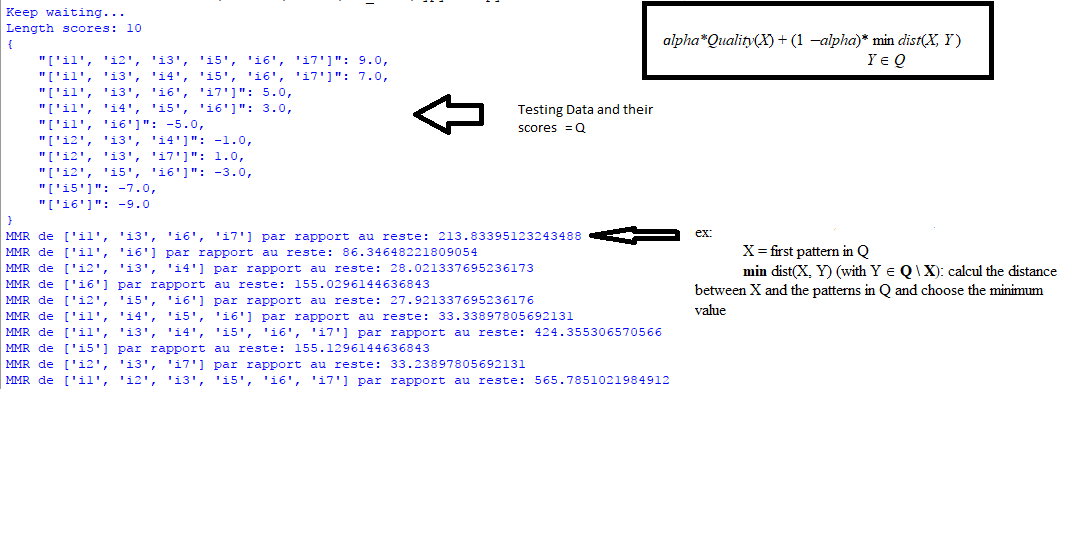 Keep waiting...
Length scores: 10
{
"['i1', 'i2', 'i3', 'i5', 'i6', 'i7']": 9.0,
"['i1', 'i3', 'i4', 'i5', 'i6', 'i7']": 7.0,
"['i1', 'i3', 'i6', 'i7']": 5.0,
"['i1', 'i4', 'i5', 'i6']": 3.0,
"['i1', 'i6']": -5.0,
"['i2', 'i3', 'i4']": -1.0,
"['i2', 'i3', 'i7']": 1.0,
"['i2', 'i5', 'i6']": -3.0,
"['i5']": -7.0,
"['i6']": -9.0
}
alpha*Quality(X) + (1 –alpha)* min dist(X, Y )
Y ∈ Q
Testing Data and their
scores = Q
MMR de ['i1', 'i3', 'i6', 'i7'] par rapport au reste: 213.83395123243488
MMR de ['i1', 'i6'] par rapport au reste: 86.34648221809054
MMR de ['i2', 'i3', 'i4'] par rapport au reste: 28.021337695236173
MMR de ['i6'] par rapport au reste: 155.0296144636843
MMR de ['i2', 'i5', 'i6'] par rapport au reste: 27.921337695236176
MMR de ['i1', 'i4', 'i5', 'i6'] par rapport au reste: 33.33897805692131
MMR de ['i1', 'i3', 'i4', 'i5', 'i6', 'i7'] par rapport au reste: 424.355306570566
MMR de ['i5'] par rapport au reste: 155.1296144636843
MMR de ['i2', 'i3', 'i7'] par rapport au reste: 33.23897805692131
MMR de ['i1', 'i2', 'i3', 'i5', 'i6', 'i7'] par rapport au reste: 565.7851021984912
ex:
X = first pattern in Q
min dist(X, Y) (with Y ∈ Q \ X): calcul the distance
between X and the patterns in Q and choose the minimum
value